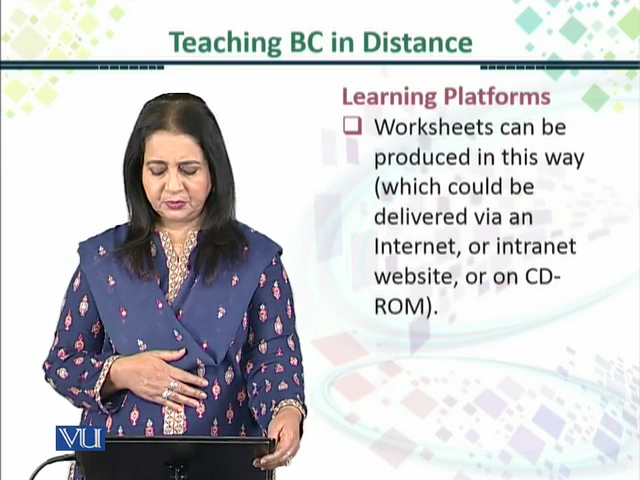 Teaching BC in Distance
Learning Platforms
❑ Worksheets can be
produced in this way
(which could be
delivered via an
Internet, or intranet
website, or on CD-
ROM).
VU